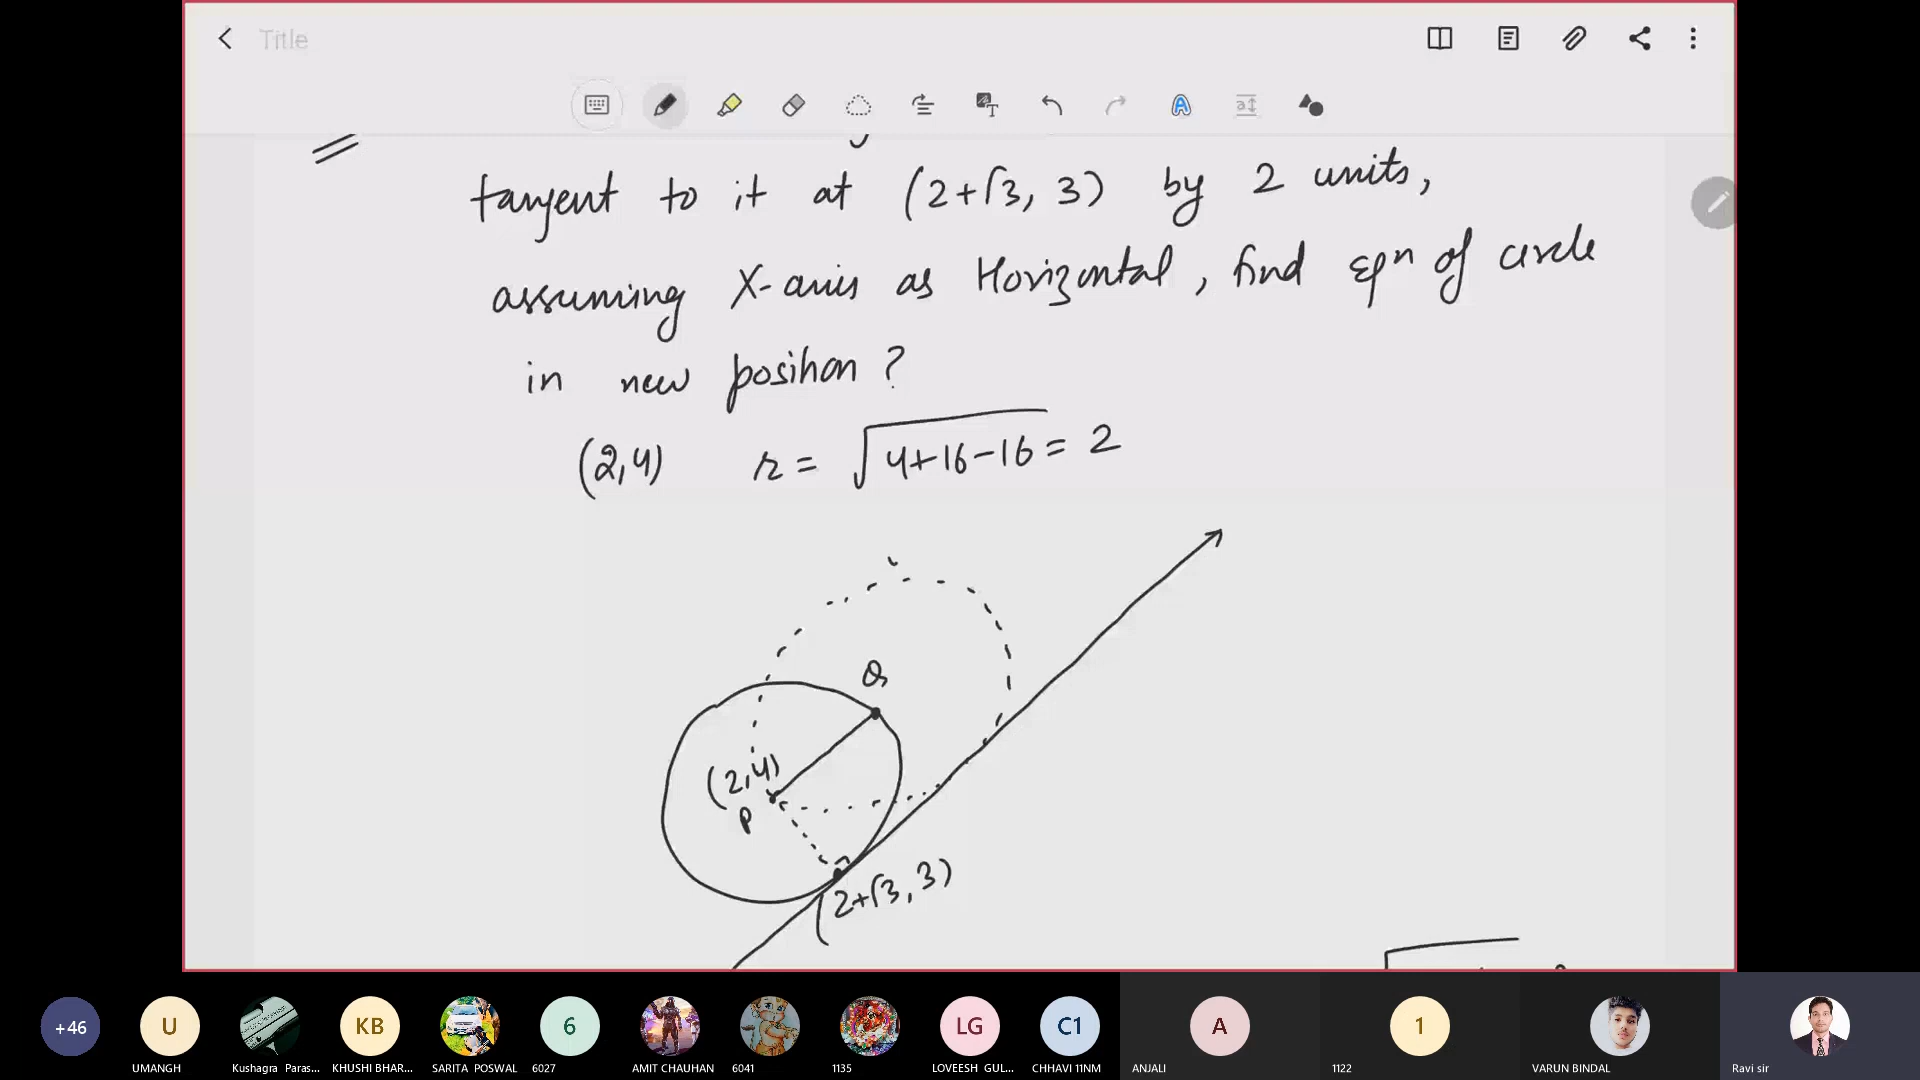 Title
tangent to it at (2+√3, 3) by 2 units,
assuming X-axis as Horizontal, find eqⁿ of circle
in new position ?
(2,4) r = √4+16-16 = 2
Q
(2,4)
P
(2+√3, 3)
+46
U
KB
6
LG
C1
A
1
UMANGH
Kushagra Paras...
KHUSHI BHAR...
SARITA POSWAL
6027
AMIT CHAUHAN
6041
1135
LOVEESH GUL...
CHHAVI 11NM
ANJALI
1122
VARUN BINDAL
Ravi sir